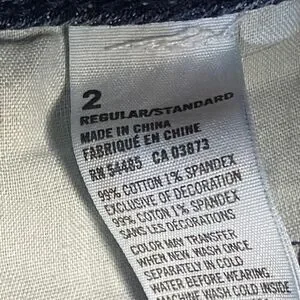 2
REGULAR/STANDARD
MADE IN CHINA
FABRIQUÉ EN CHINE
RN 54485 CA 03873
99% COTTON 1% SPANDEX
EXCLUSIVE OF DECORATION
99% COTON 1% SPANDEX
SANS LES DÉCORATIONS
COLOR MAY TRANSFER
WHEN NEW. WASH ONCE
SEPARATELY IN COLD
WATER BEFORE WEARING.
MACHINE WASH COLD INSIDE